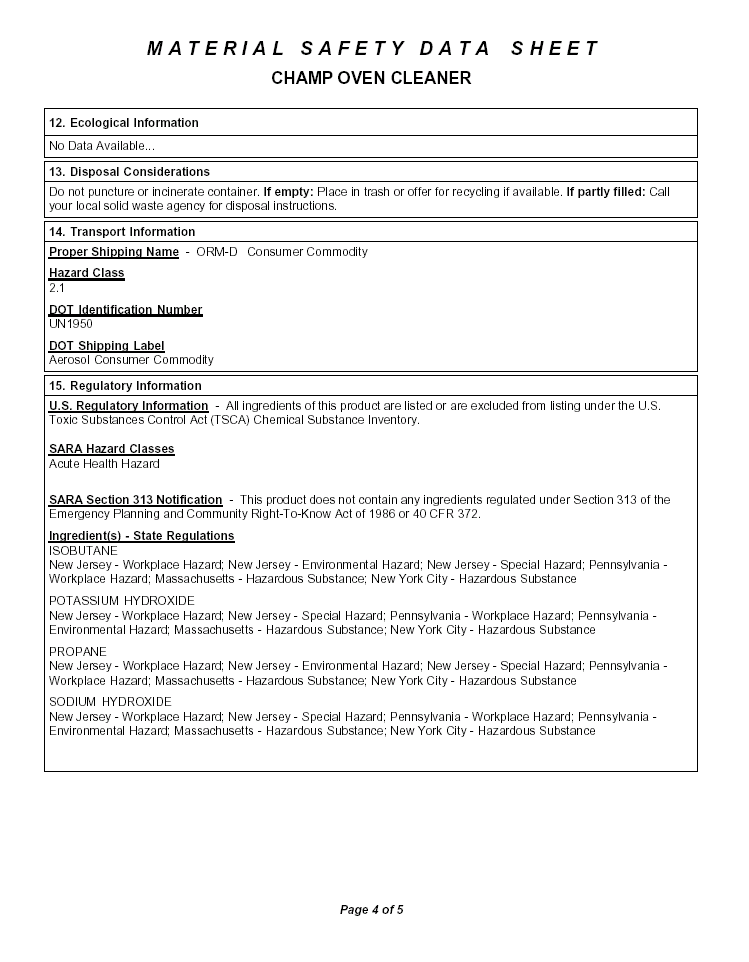 MATERIAL SAFETY DATA SHEET
CHAMP OVEN CLEANER
12. Ecological Information
No Data Available...
13. Disposal Considerations
Do not puncture or incinerate container. If empty: Place in trash or offer for recycling if available. If partly filled: Call
your local solid waste agency for disposal instructions.
14. Transport Information
Proper Shipping Name - ORM-D Consumer Commodity
Hazard Class
2.1
DOT Identification Number
UN1950
DOT Shipping Label
Aerosol Consumer Commodity
15. Regulatory Information
U.S. Regulatory Information - All ingredients of this product are listed or are excluded from listing under the U.S.
Toxic Substances Control Act (TSCA) Chemical Substance Inventory.
SARA Hazard Classes
Acute Health Hazard
SARA Section 313 Notification - This product does not contain any ingredients regulated under Section 313 of the
Emergency Planning and Community Right-To-Know Act of 1986 or 40 CFR 372.
Ingredient(s) - State Regulations
ISOBUTANE
New Jersey - Workplace Hazard; New Jersey - Environmental Hazard; New Jersey - Special Hazard; Pennsylvania -
Workplace Hazard; Massachusetts - Hazardous Substance; New York City - Hazardous Substance
POTASSIUM HYDROXIDE
New Jersey - Workplace Hazard; New Jersey - Special Hazard; Pennsylvania - Workplace Hazard; Pennsylvania -
Environmental Hazard; Massachusetts - Hazardous Substance; New York City - Hazardous Substance
PROPANE
New Jersey - Workplace Hazard; New Jersey - Environmental Hazard; New Jersey - Special Hazard; Pennsylvania -
Workplace Hazard; Massachusetts - Hazardous Substance; New York City - Hazardous Substance
SODIUM HYDROXIDE
New Jersey - Workplace Hazard; New Jersey - Special Hazard; Pennsylvania - Workplace Hazard; Pennsylvania -
Environmental Hazard; Massachusetts - Hazardous Substance; New York City - Hazardous Substance
Page 4 of 5